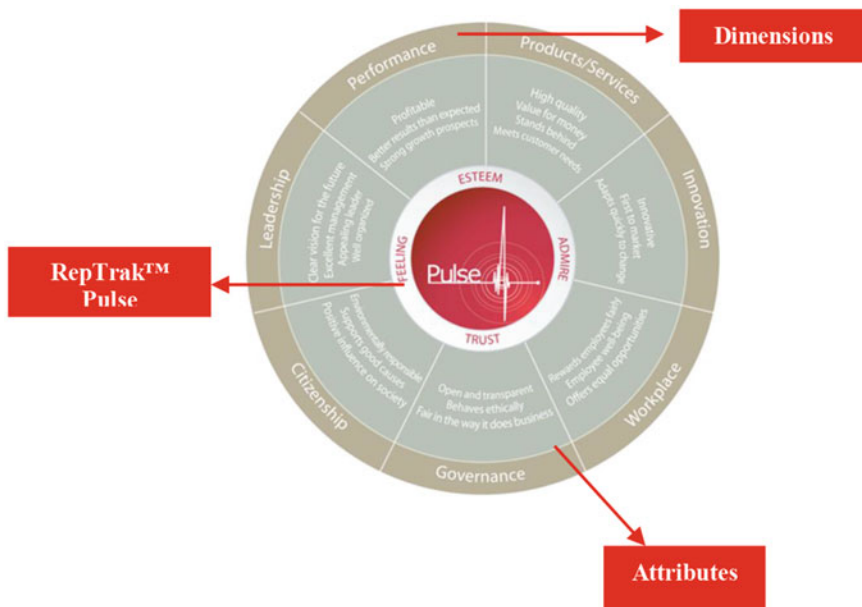 Dimensions
Performance
Products/Services
Profitable
Better results than expected
Strong growth prospects
High quality
Value for money
Stands behind
Meets customer needs
Leadership
Clear vision for the future
Excellent management
Appealing leader
Well organized
Innovation
Innovative
First to market
Adapts quickly to change
ESTEEM
FEELING
ADMIRE
Pulse
TRUST
RepTrak™
Pulse
Citizenship
Environmentally responsible
Supports good causes
Positive influence on society
Open and transparent
Behaves ethically
Fair in the way it does business
Governance
Rewards employees fairly
Employee well-being
Offers equal opportunities
Workplace
Attributes